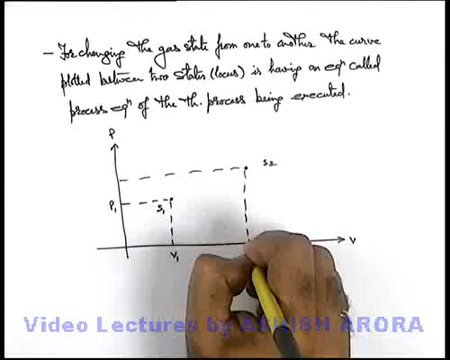 - For changing the gas state from one to another the curve
plotted between two states (locus) is having an eqⁿ called
process eqⁿ of the th. process being executed.
P
S2
P1
S1
V1
V
Video Lectures by ASHISH ARORA